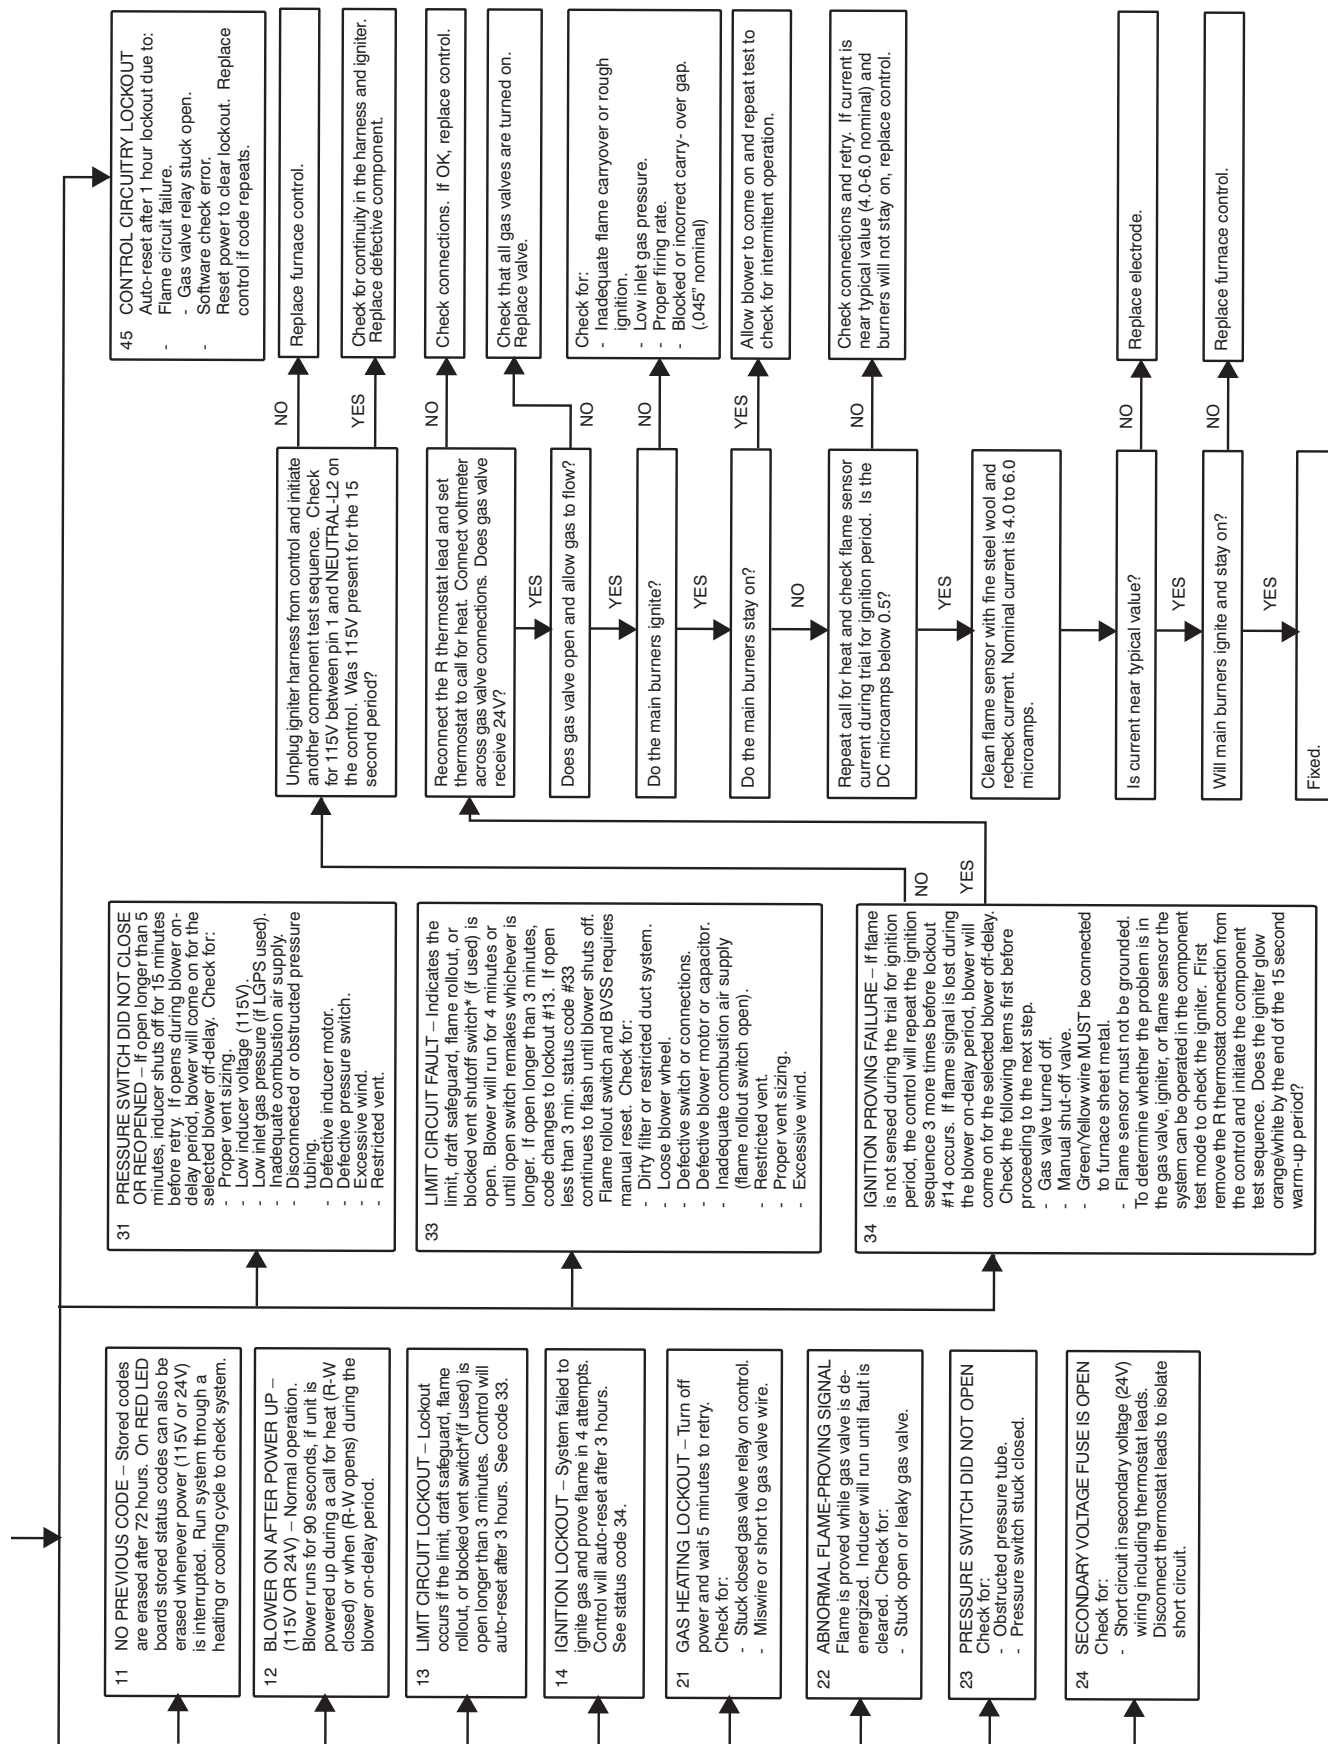 11 NO PREVIOUS CODE – Stored codes
are erased after 72 hours. On RED LED
boards stored status codes can also be
erased whenever power (115V or 24V)
is interrupted. Run system through a
heating or cooling cycle to check system.
12 BLOWER ON AFTER POWER UP –
(115V OR 24V) – Normal operation.
Blower runs for 90 seconds, if unit is
powered up during a call for heat (R-W
closed) or when (R-W opens) during the
blower on-delay period.
13 LIMIT CIRCUIT LOCKOUT – Lockout
occurs if the limit, draft safeguard, flame
rollout, or blocked vent switch*(if used) is
open longer than 3 minutes. Control will
auto-reset after 3 hours. See code 33.
14 IGNITION LOCKOUT – System failed to
ignite gas and prove flame in 4 attempts.
Control will auto-reset after 3 hours.
See status code 34.
21 GAS HEATING LOCKOUT – Turn off
power and wait 5 minutes to retry.
Check for:
- Stuck closed gas valve relay on control.
- Miswire or short to gas valve wire.
22 ABNORMAL FLAME-PROVING SIGNAL
Flame is proved while gas valve is de-
energized. Inducer will run until fault is
cleared. Check for:
- Stuck open or leaky gas valve.
23 PRESSURE SWITCH DID NOT OPEN
Check for:
- Obstructed pressure tube.
- Pressure switch stuck closed.
24 SECONDARY VOLTAGE FUSE IS OPEN
Check for:
- Short circuit in secondary voltage (24V)
wiring including thermostat leads.
Disconnect thermostat leads to isolate
short circuit.
31 PRESSURE SWITCH DID NOT CLOSE
OR REOPENED – If open longer than 5
minutes, inducer shuts off for 15 minutes
before retry. If opens during blower on-
delay period, blower will come on for the
selected blower off-delay. Check for:
- Proper vent sizing.
- Low inducer voltage (115V).
- Low inlet gas pressure (if LGPS used).
- Inadequate combustion air supply.
- Disconnected or obstructed pressure
tubing.
- Defective inducer motor.
- Defective pressure switch.
- Excessive wind.
- Restricted vent.
33 LIMIT CIRCUIT FAULT – Indicates the
limit, draft safeguard, flame rollout, or
blocked vent shutoff switch* (if used) is
open. Blower will run for 4 minutes or
until open switch remakes whichever is
longer. If open longer than 3 minutes,
code changes to lockout #13. If open
less than 3 min. status code #33
continues to flash until blower shuts off.
Flame rollout switch and BVSS requires
manual reset. Check for:
- Dirty filter or restricted duct system.
- Loose blower wheel.
- Defective switch or connections.
- Defective blower motor or capacitor.
- Inadequate combustion air supply
(flame rollout switch open).
- Restricted vent.
- Proper vent sizing.
- Excessive wind.
34 IGNITION PROVING FAILURE – If flame
is not sensed during the trial for ignition
period, the control will repeat the ignition
sequence 3 more times before lockout
#14 occurs. If flame signal is lost during
the blower on-delay period, blower will
come on for the selected blower off-delay.
Check the following items first before
proceeding to the next step.
- Gas valve turned off.
- Manual shut-off valve.
- Green/Yellow wire MUST be connected
to furnace sheet metal.
- Flame sensor must not be grounded.
To determine whether the problem is in
the gas valve, igniter, or flame sensor the
system can be operated in the component
test mode to check the igniter. First
remove the R thermostat connection from
the control and initiate the component
test sequence. Does the igniter glow
orange/white by the end of the 15 second
warm-up period?
NO
YES
45 CONTROL CIRCUITRY LOCKOUT
Auto-reset after 1 hour lockout due to:
- Flame circuit failure.
- Gas valve relay stuck open.
- Software check error.
Reset power to clear lockout. Replace
control if code repeats.
Unplug igniter harness from control and initiate
another component test sequence. Check
for 115V between pin 1 and NEUTRAL-L2 on
the control. Was 115V present for the 15
second period?
NO
Replace furnace control.
YES
Check for continuity in the harness and igniter.
Replace defective component.
Reconnect the R thermostat lead and set
thermostat to call for heat. Connect voltmeter
across gas valve connections. Does gas valve
receive 24V?
NO
Check connections. If OK, replace control.
YES
Does gas valve open and allow gas to flow?
NO
Check that all gas valves are turned on.
Replace valve.
YES
Do the main burners ignite?
NO
Check for:
- Inadequate flame carryover or rough
ignition.
- Low inlet gas pressure.
- Proper firing rate.
- Blocked or incorrect carry- over gap.
(.045" nominal)
YES
Do the main burners stay on?
YES
Allow blower to come on and repeat test to
check for intermittent operation.
NO
Repeat call for heat and check flame sensor
current during trial for ignition period. Is the
DC microamps below 0.5?
NO
Check connections and retry. If current is
near typical value (4.0-6.0 nominal) and
burners will not stay on, replace control.
YES
Clean flame sensor with fine steel wool and
recheck current. Nominal current is 4.0 to 6.0
microamps.
Is current near typical value?
NO
Replace electrode.
YES
Will main burners ignite and stay on?
NO
Replace furnace control.
YES
Fixed.